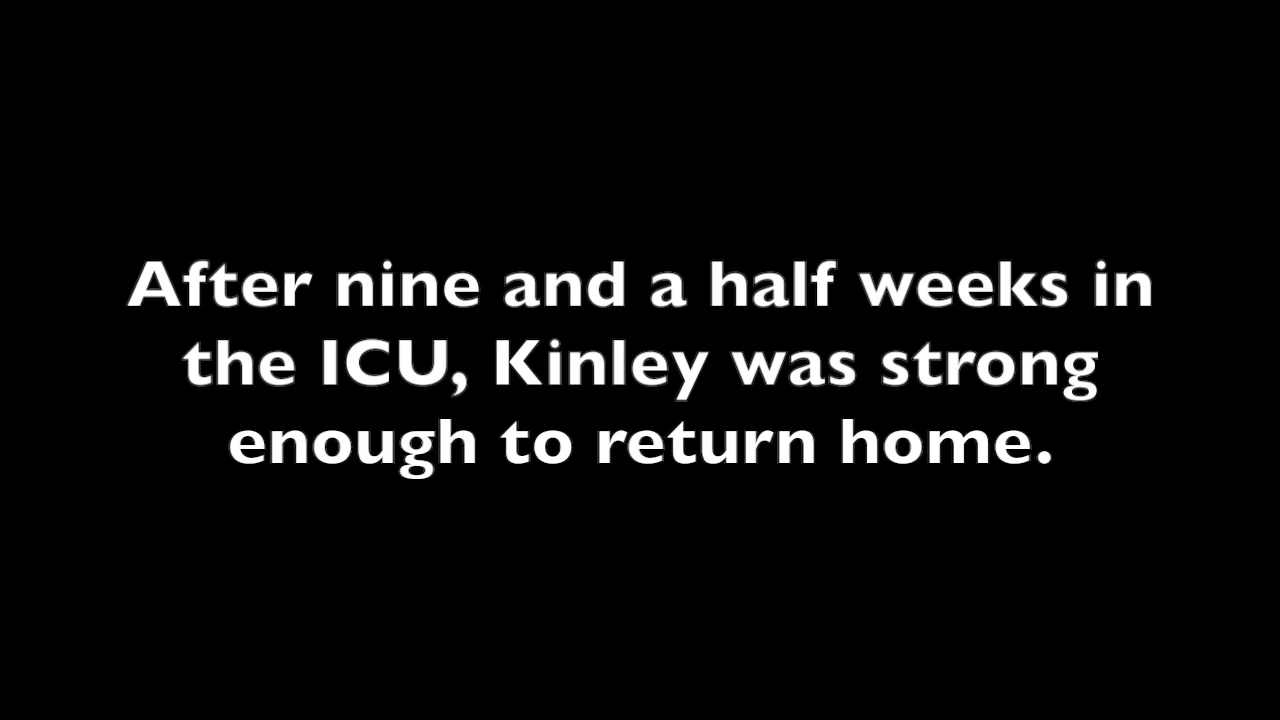 After nine and a half weeks in
the ICU, Kinley was strong
enough to return home.